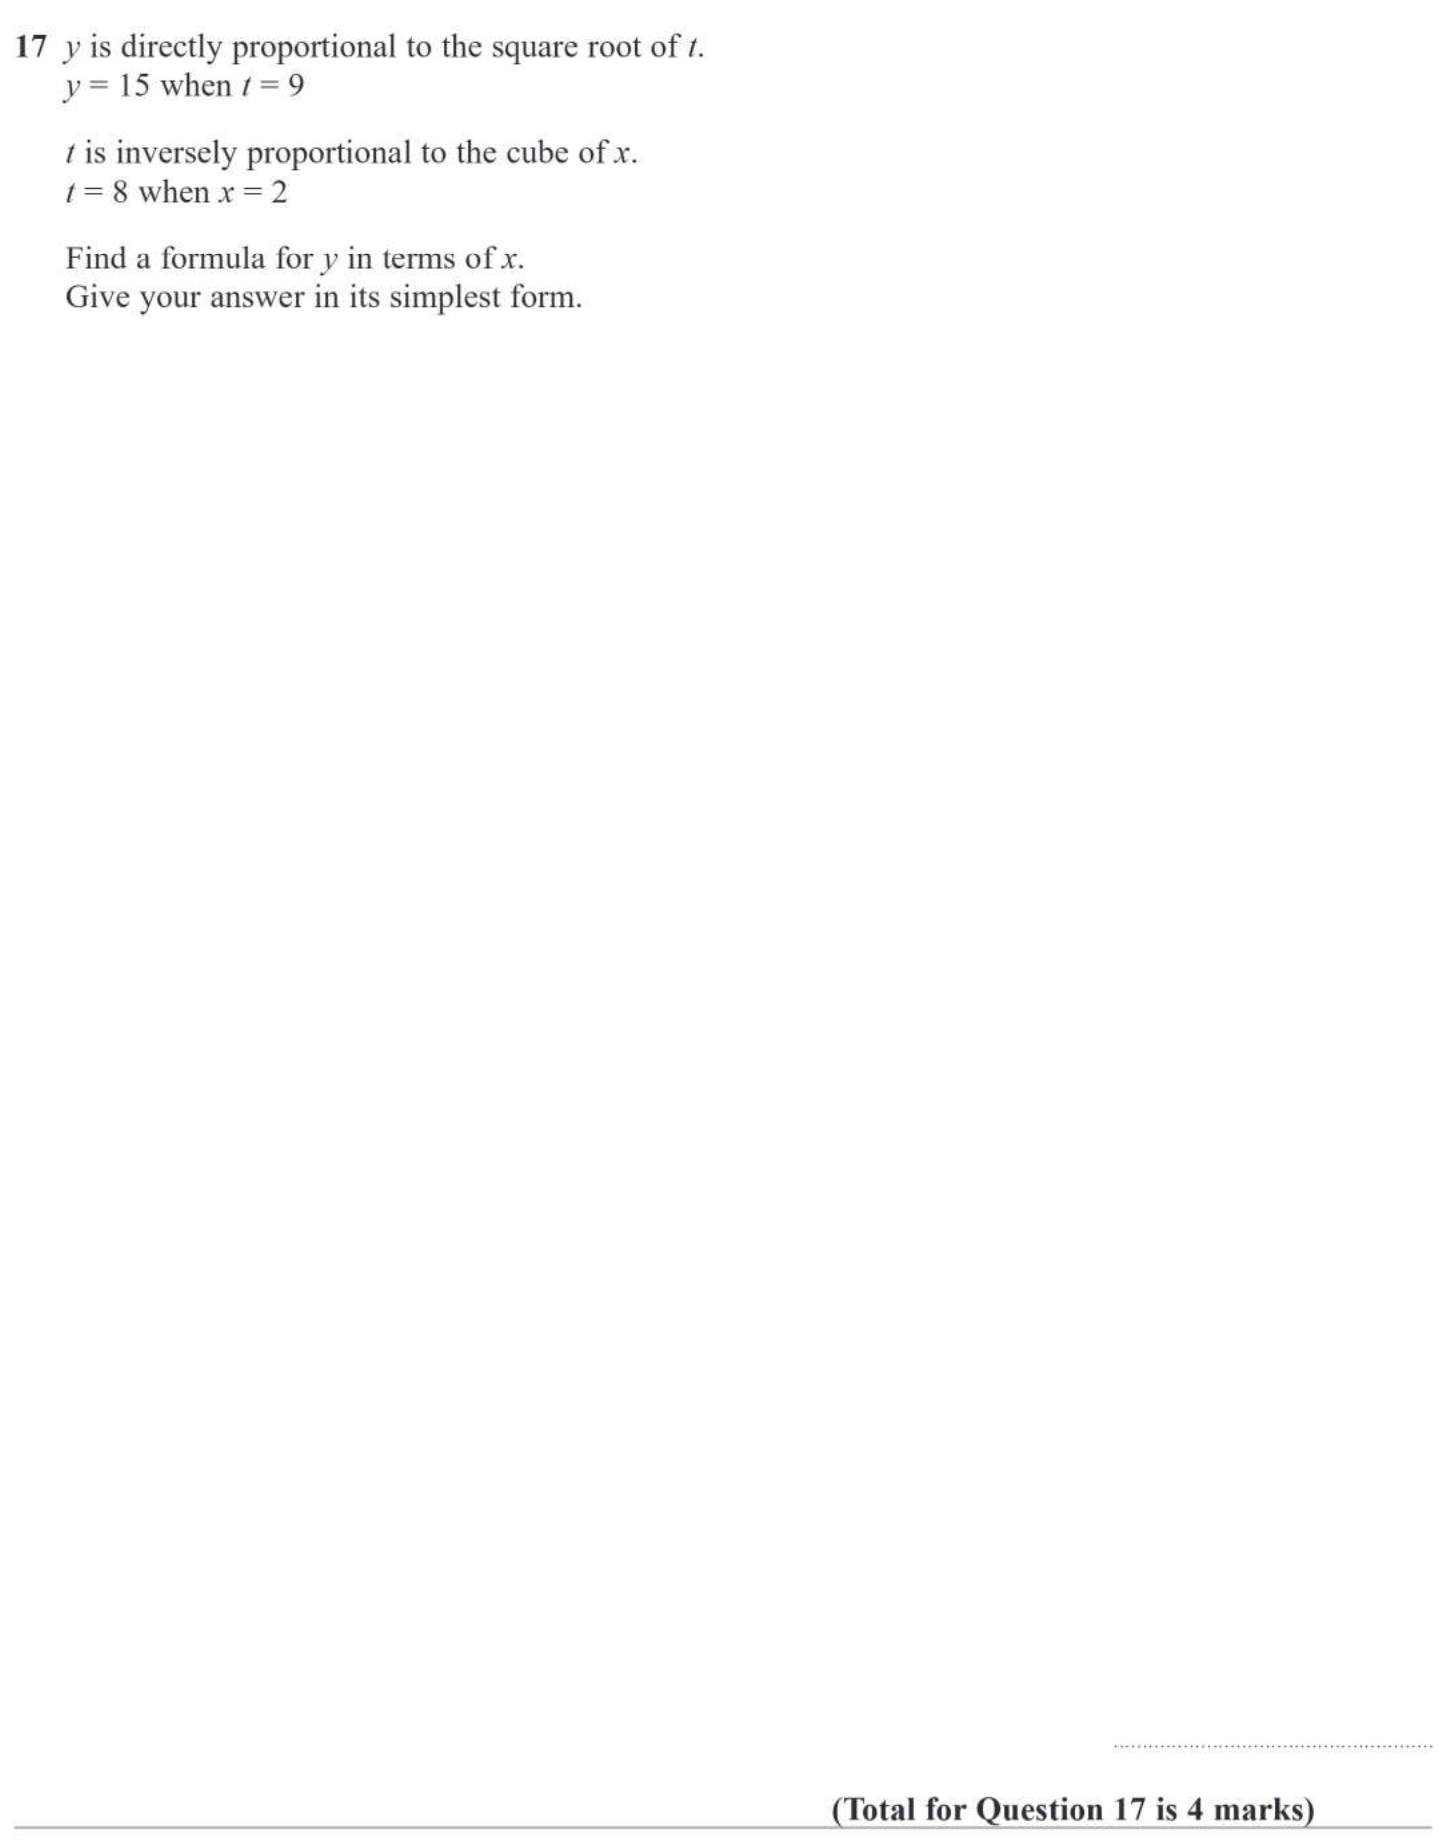 17 y is directly proportional to the square root of t.
y = 15 when t = 9
t is inversely proportional to the cube of x.
t = 8 when x = 2
Find a formula for y in terms of x.
Give your answer in its simplest form.
(Total for Question 17 is 4 marks)